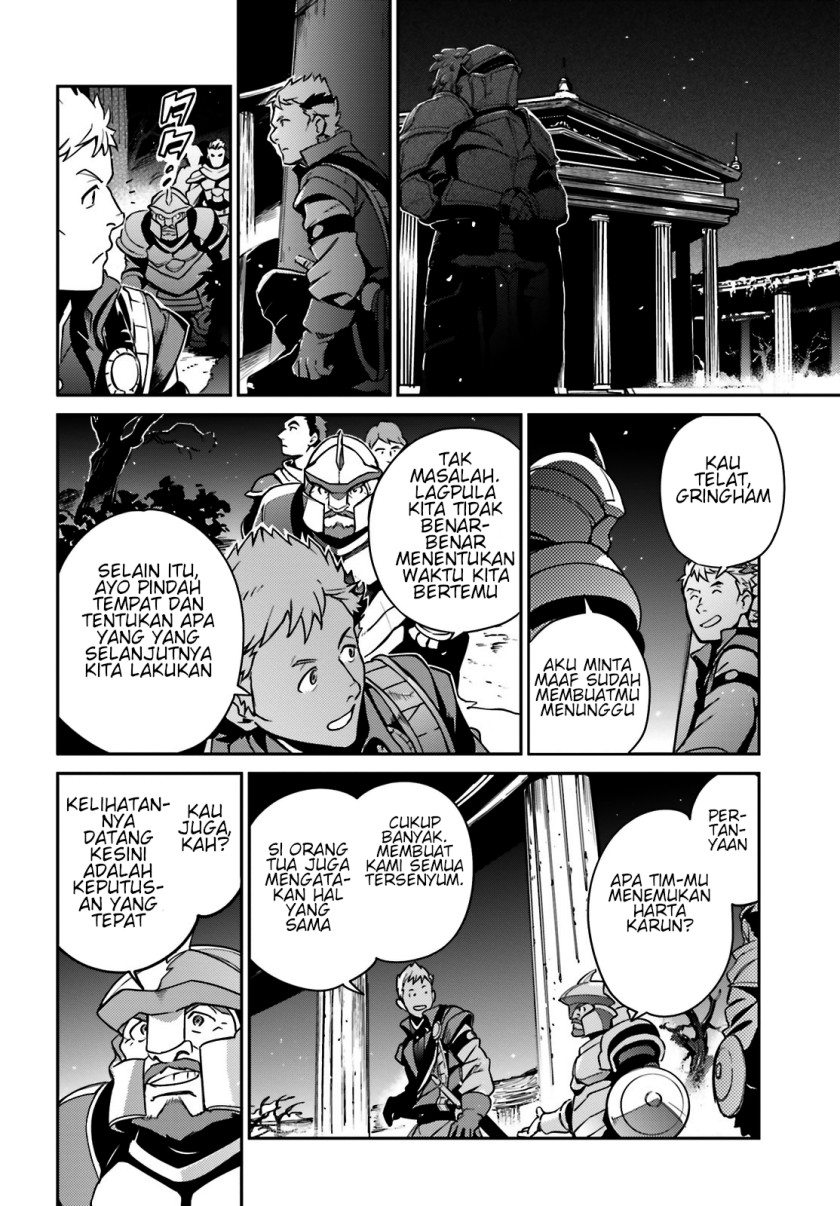 タタタ…
KAU
TELAT,
GRINGHAM
AKU MINTA
MAAF SUDAH
MEMBUATMU
MENUNGGU
TAK
MASALAH.
LAGPULA
KITA TIDAK
BENAR-
BENAR
MENENTUKAN
WAKTU KITA
BERTEMU
SELAIN ITU,
AYO PINDAH
TEMPAT DAN
TENTUKAN APA
YANG YANG
SELANJUTNYA
KITA LAKUKAN
PER-
TAN-
YAAN
APA TIM-MU
MENEMUKAN
HARTA
KARUN?
CUKUP
BANYAK.
MEMBUAT
KAMI SEMUA
TERSENYUM.
SI ORANG
TUA JUGA
MENGATA-
KAN HAL
YANG
SAMA
KAU
JUGA,
KAH?
KELIHATAN-
NYA
DATANG
KESINI
ADALAH
KEPUTUS-
AN YANG
TEPAT